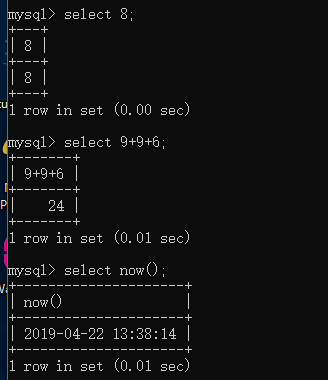 mysql> select 8;
+---+
| 8 |
+---+
| 8 |
+---+
1 row in set (0.00 sec)
mysql> select 9+9+6;
+-------+
| 9+9+6 |
+-------+
|    24 |
+-------+
1 row in set (0.01 sec)
mysql> select now();
+---------------------+
| now()               |
+---------------------+
| 2019-04-22 13:38:14 |
+---------------------+
1 row in set (0.01 sec)